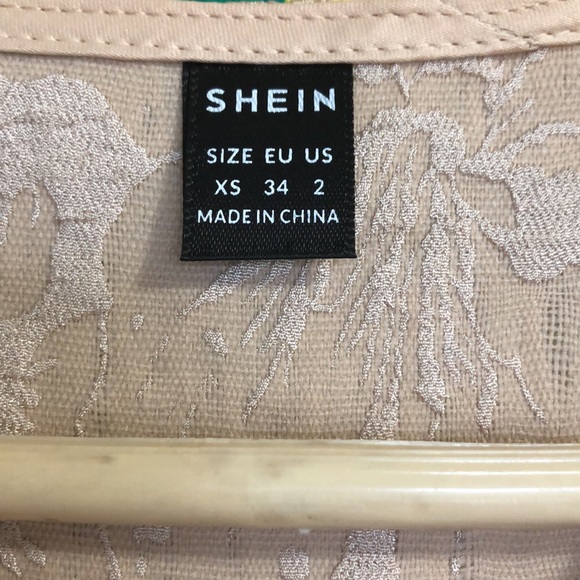 SHEIN
SIZE EU US
XS 34 2
MADE IN CHINA